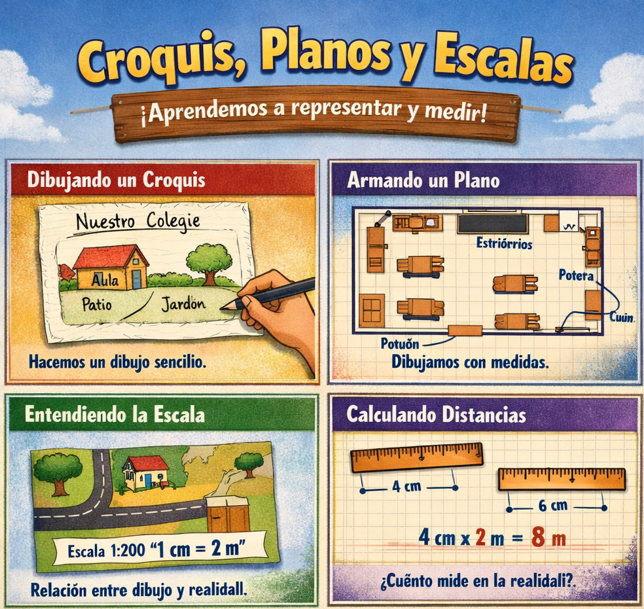 Croquis, Planos y Escalas
¡Aprendemos a representar y medir!
Dibujando un Croquis
Nuestro Colegie
Aula
Patio
Jardón
Hacemos un dibujo sencilio.
Armando un Plano
Estriórrios
Potera
Cuún.
Potuõn
Dibujamos con medidas.
Entendiendo la Escala
Escala 1:200 "1 cm = 2 m"
Relación entre dibujo y realidall.
Calculando Distancias
4 cm
6 cm
4 cm x 2 m = 8 m
¿Cuēnto mide en la realidali?